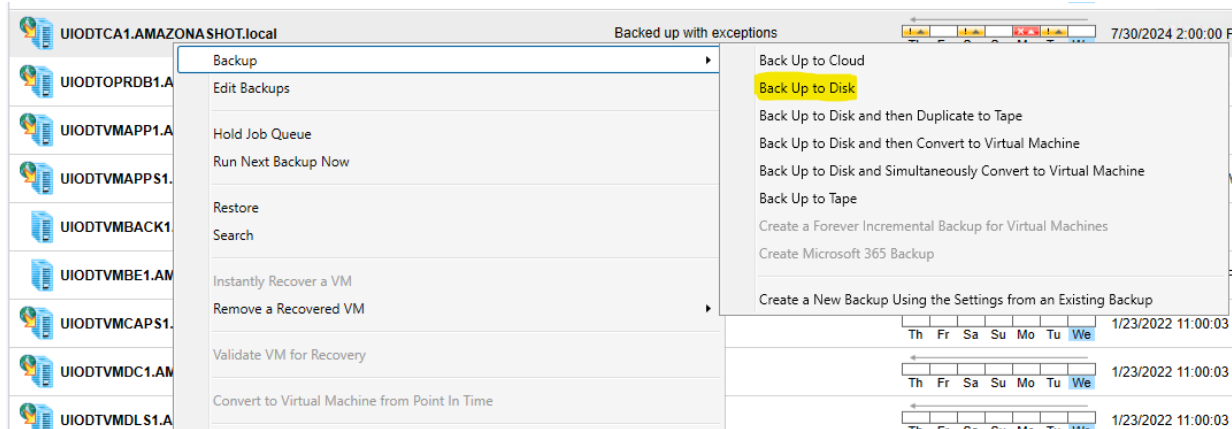 UIODTCA1.AMAZONASHOT.local Backed up with exceptions 7/30/2024 2:00:00
Backup
Back Up to Cloud
UIODTOPRDB1.A
Edit Backups
Back Up to Disk
Back Up to Disk and then Duplicate to Tape
UIODTVMAPP1.A
Hold Job Queue
Back Up to Disk and then Convert to Virtual Machine
Run Next Backup Now
Back Up to Disk and Simultaneously Convert to Virtual Machine
UIODTVMAPPS1.
Restore
Back Up to Tape
UIODTVMBACK1
Search
Create a Forever Incremental Backup for Virtual Machines
Create Microsoft 365 Backup
UIODTVMBE1.AM
Instantly Recover a VM
Remove a Recovered VM
Create a New Backup Using the Settings from an Existing Backup
UIODTVMCAPS1.
1/23/2022 11:00:03
Th Fr Sa Su Mo Tu We
Validate VM for Recovery
UIODTVMDC1.AM
1/23/2022 11:00:03
Th Fr Sa Su Mo Tu We
Convert to Virtual Machine from Point In Time
UIODTVMDLS1.A
1/23/2022 11:00:03